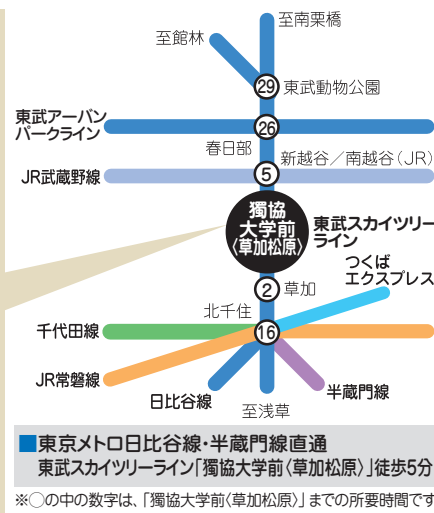 至南栗橋
至館林
29 東武動物公園
東武アーバン
パークライン
26
春日部
新越谷／南越谷(JR)
JR武蔵野線
5
獨協
大学前
〈草加松原〉
東武スカイツリー
ライン
つくば
エクスプレス
2 草加
北千住
千代田線
16
JR常磐線
日比谷線
半蔵門線
至浅草
■東京メトロ日比谷線・半蔵門線直通
東武スカイツリーライン「獨協大学前〈草加松原〉」徒歩5分
※○の中の数字は、「獨協大学前〈草加松原〉」までの所要時間です